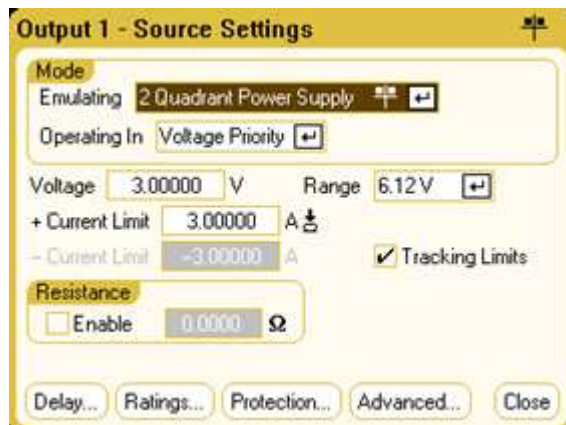 Output 1 - Source Settings
Mode
Emulating 2 Quadrant Power Supply
Operating In Voltage Priority
Voltage 3.00000 V Range 6.12 V
+ Current Limit 3.00000 A
- Current Limit -3.00000 A Tracking Limits
Resistance
Enable 0.0000 Ω
Delay... Ratings... Protection... Advanced... Close